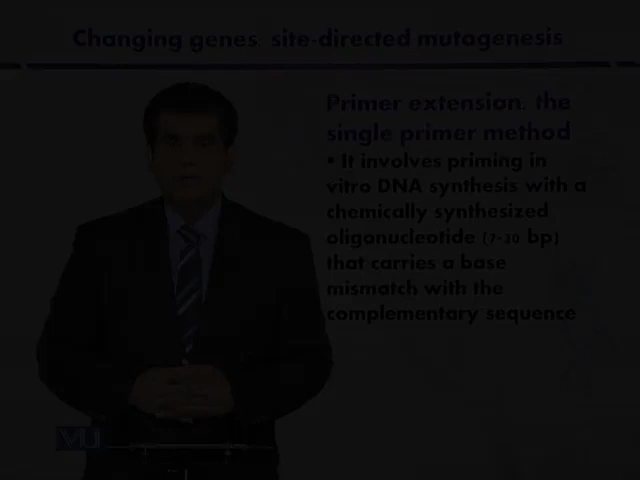 Changing genes: site-directed mutagenesis
Primer extension. the
single primer method
• It involves priming in
vitro DNA synthesis with a
chemically synthesized
oligonucleotide (7-20 bp)
that carries a base
mismatch with the
complementary sequence
VU